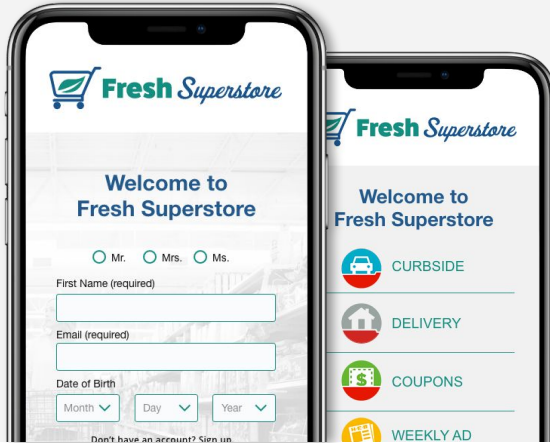 Fresh Superstore
Welcome to
Fresh Superstore
Mr. Mrs. Ms.
First Name (required)
Email (required)
Date of Birth
Month Day Year
Don't have an account? Sign up
Fresh Superstore
Welcome to
Fresh Superstore
CURBSIDE
DELIVERY
$
COUPONS
WEEKLY AD